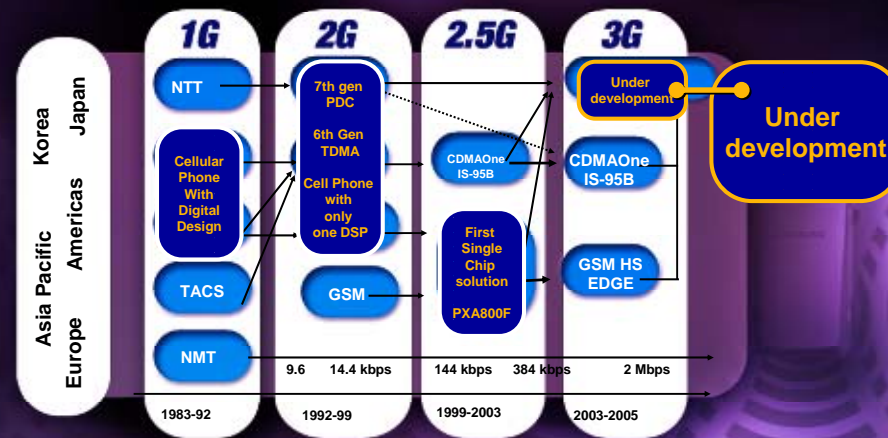 1G
2G
2.5G
3G
Japan
Korea
Americas
Asia Pacific
Europe
NTT
Cellular
Phone
With
Digital
Design
TACS
NMT
7th gen
PDC
6th Gen
TDMA
Cell Phone
with
only
one DSP
GSM
CDMAOne
IS-95B
First
Single
Chip
solution
PXA800F
Under
development
CDMAOne
IS-95B
GSM HS
EDGE
Under
development
9.6 14.4 kbps 144 kbps 384 kbps 2 Mbps
1983-92 1992-99 1999-2003 2003-2005